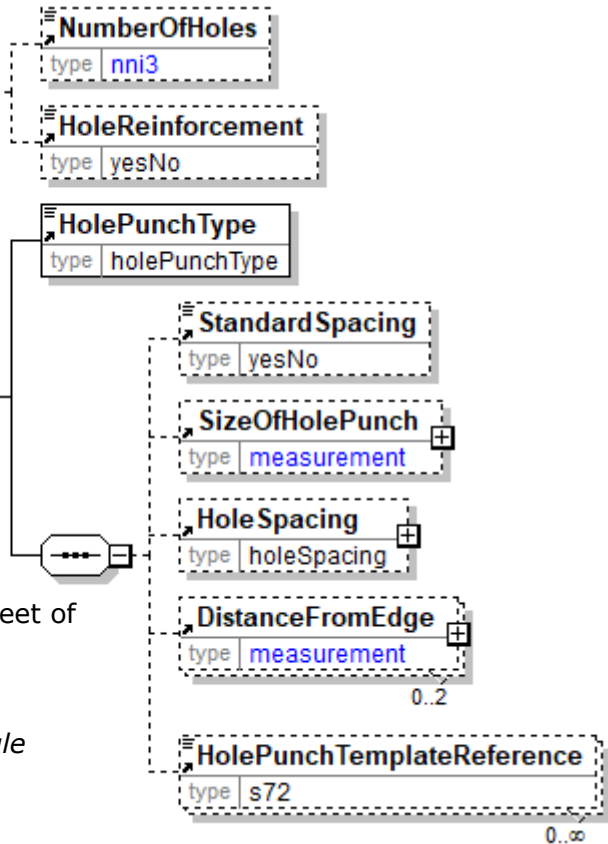 NumberOfHoles
type nni3
HoleReinforcement
type yesNo
HolePunchType
type holePunchType
StandardSpacing
type yesNo
SizeOfHolePunch
type measurement
HoleSpacing
type holeSpacing
eet of
DistanceFromEdge
type measurement
0..2
le
HolePunchTemplateReference
type s72
0..∞